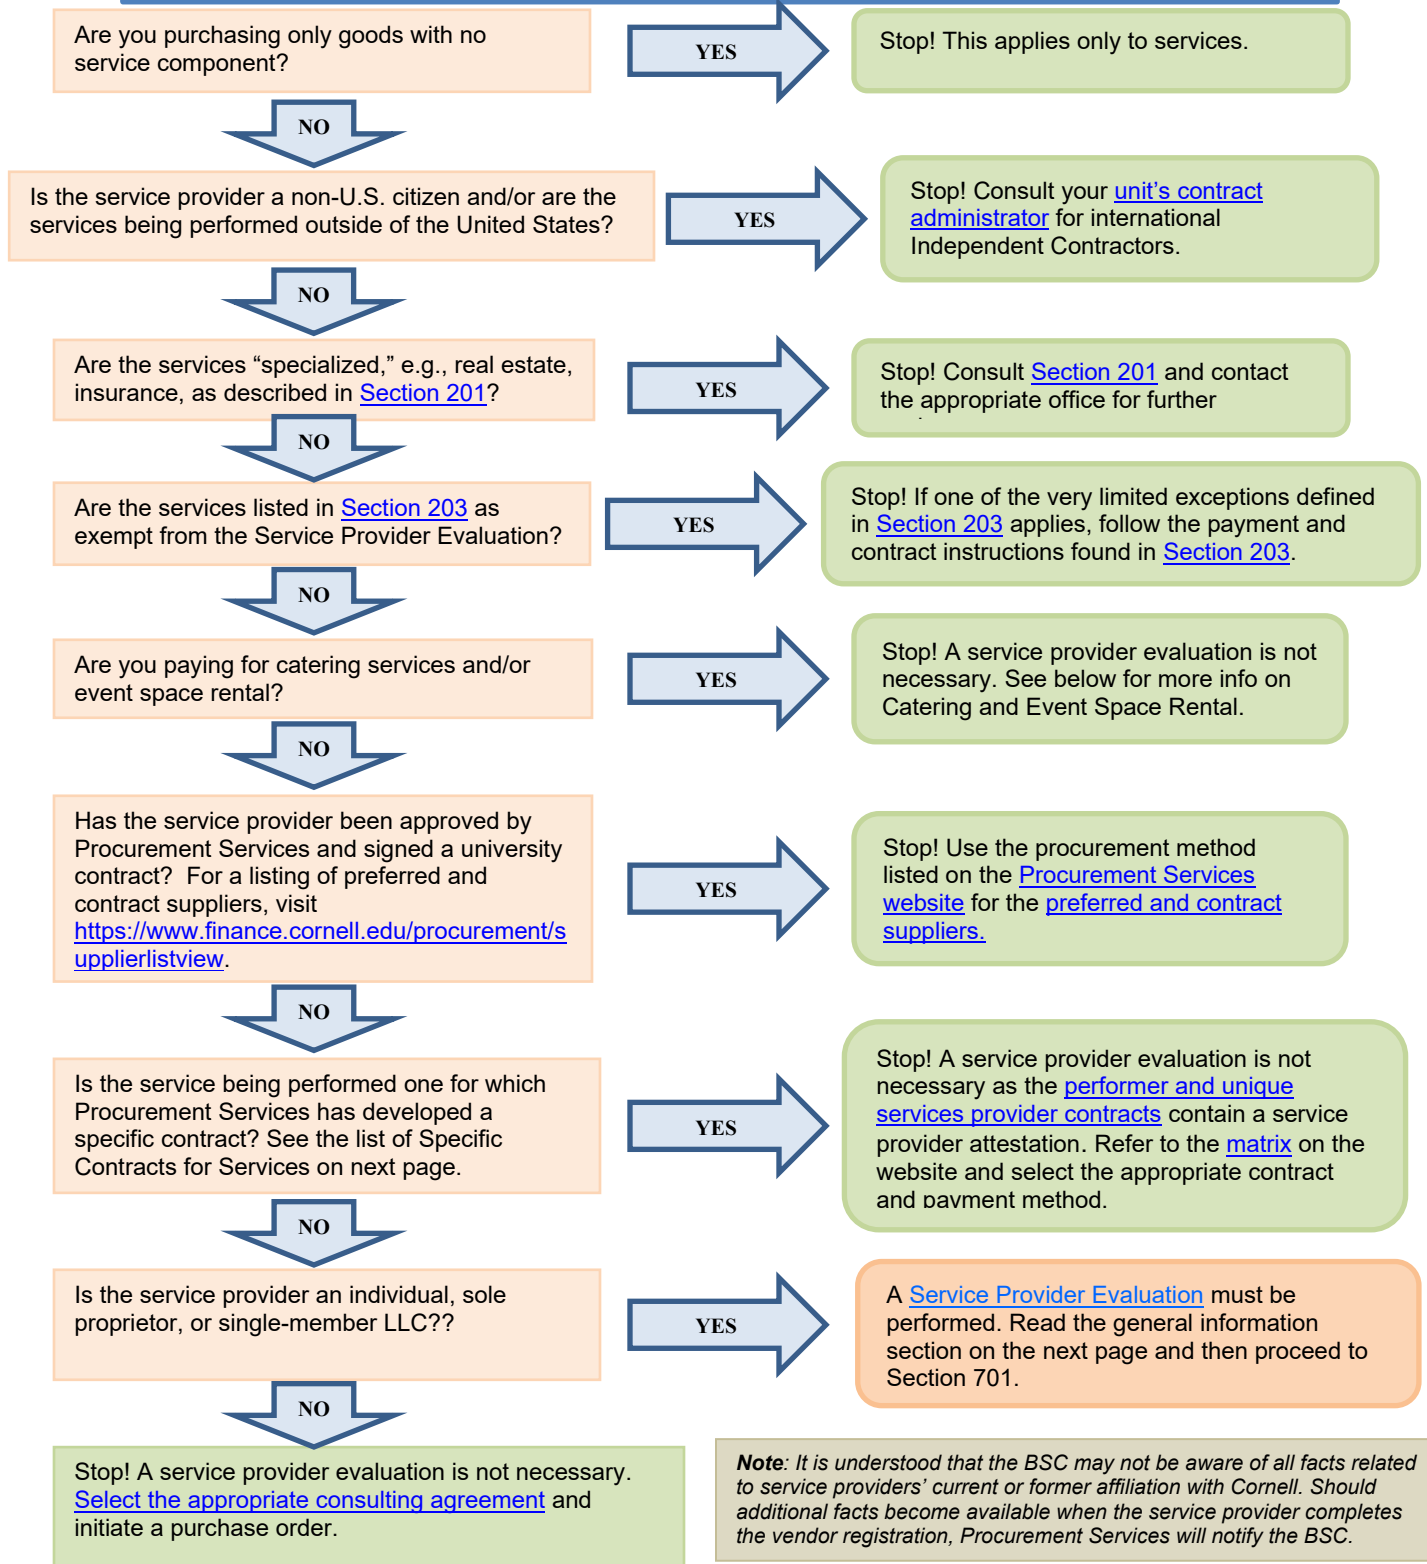 Are you purchasing only goods with no
service component?
YES
Stop! This applies only to services.
NO
Is the service provider a non-U.S. citizen and/or are the
services being performed outside of the United States?
YES
Stop! Consult your unit's contract
administrator for international
Independent Contractors.
NO
Are the services “specialized,” e.g., real estate,
insurance, as described in Section 201?
YES
Stop! Consult Section 201 and contact
the appropriate office for further
NO
Are the services listed in Section 203 as
exempt from the Service Provider Evaluation?
YES
Stop! If one of the very limited exceptions defined
in Section 203 applies, follow the payment and
contract instructions found in Section 203.
NO
Are you paying for catering services and/or
event space rental?
YES
Stop! A service provider evaluation is not
necessary. See below for more info on
Catering and Event Space Rental.
NO
Has the service provider been approved by
Procurement Services and signed a university
contract?  For a listing of preferred and
contract suppliers, visit
https://www.finance.cornell.edu/procurement/s
upplierlistview.
YES
Stop! Use the procurement method
listed on the Procurement Services
website for the preferred and contract
suppliers.
NO
Is the service being performed one for which
Procurement Services has developed a
specific contract? See the list of Specific
Contracts for Services on next page.
YES
Stop! A service provider evaluation is not
necessary as the performer and unique
services provider contracts contain a service
provider attestation. Refer to the matrix on the
website and select the appropriate contract
and payment method.
NO
Is the service provider an individual, sole
proprietor, or single-member LLC??
YES
A Service Provider Evaluation must be
performed. Read the general information
section on the next page and then proceed to
Section 701.
NO
Stop! A service provider evaluation is not necessary.
Select the appropriate consulting agreement and
initiate a purchase order.
Note: It is understood that the BSC may not be aware of all facts related
to service providers' current or former affiliation with Cornell. Should
additional facts become available when the service provider completes
the vendor registration, Procurement Services will notify the BSC.